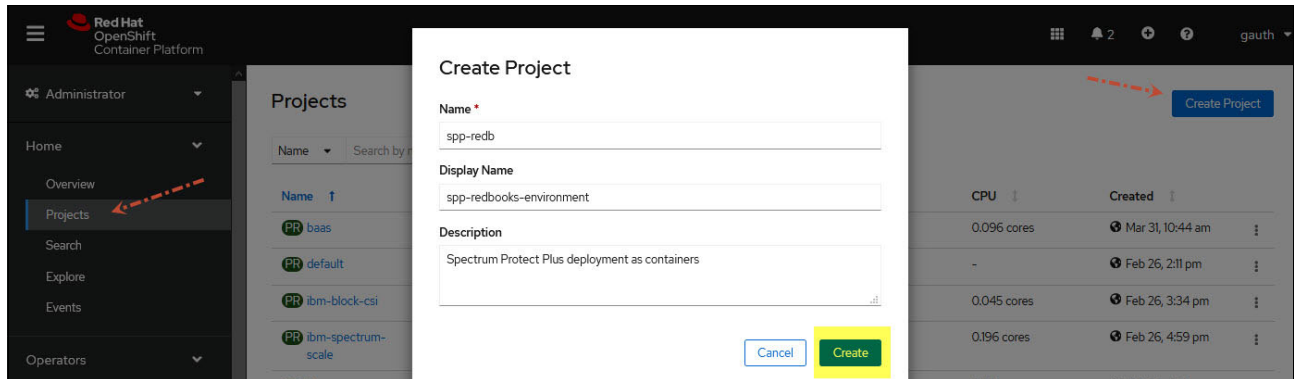 Red Hat
OpenShift
Container Platform
2
gauth
Administrator
Home
Overview
Projects
Search
Explore
Events
Operators
Projects
Create Project
Name
Search by
Name
CPU
Created
PR baas
0.096 cores
Mar 31, 10:44 am
PR default
-
Feb 26, 2:11 pm
PR ibm-block-csi
0.045 cores
Feb 26, 3:34 pm
PR ibm-spectrum-
scale
0.196 cores
Feb 26, 4:59 pm
Create Project
Name *
spp-redb
Display Name
spp-redbooks-environment
Description
Spectrum Protect Plus deployment as containers
Cancel
Create